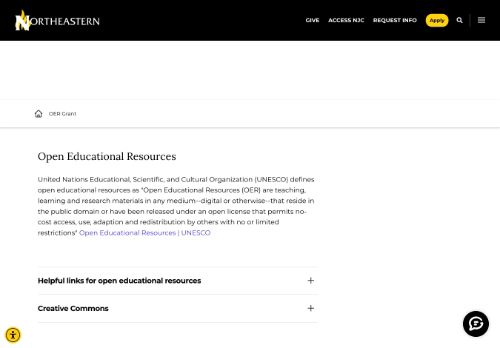 NORTHEASTERN
GIVE ACCESS NJC REQUEST INFO Apply
OER Grant
Open Educational Resources
United Nations Educational, Scientific, and Cultural Organization (UNESCO) defines
open educational resources as "Open Educational Resources (OER) are teaching,
learning and research materials in any medium--digital or otherwise--that reside in
the public domain or have been released under an open license that permits no-
cost access, use, adaption and redistribution by others with no or limited
restrictions" Open Educational Resources | UNESCO
Helpful links for open educational resources
Creative Commons